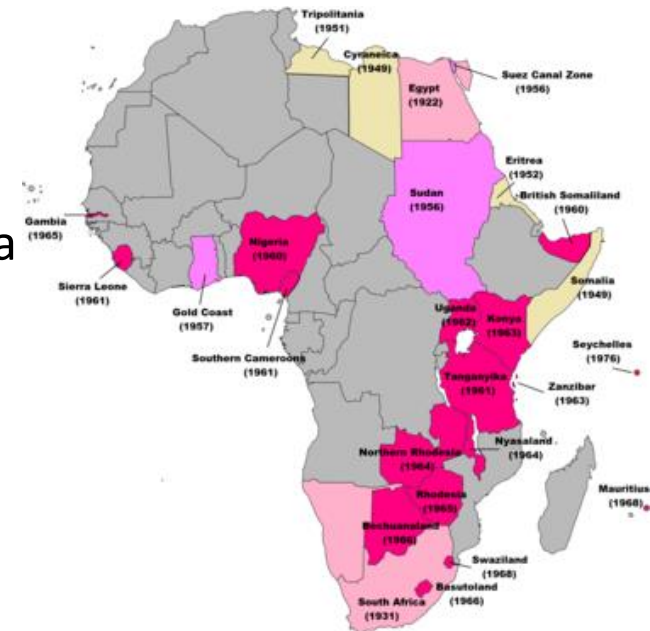 Tripolitania
(1951)
Cyraneica
(1949)
Suez Canal Zone
(1956)
Egypt
(1922)
Eritrea
(1952)
Sudan
(1956)
British Somaliland
(1960)
a
Gambia
(1965)
Nigeria
(1960)
Sierra Leone
(1961)
Somalia
(1949)
Gold Coast
(1957)
Uganda
(1962)
Kenya
(1963)
Seychelles
(1976)
Southern Cameroons
(1961)
Tanganyika
(1961)
Zanzibar
(1963)
Nyasaland
(1964)
Northern Rhodesia
(1964)
Mauritius
(1968)
Rhodesia
(1965)
Bechuanaland
(1966)
Swaziland
(1968)
Basutoland
(1966)
South Africa
(1931)